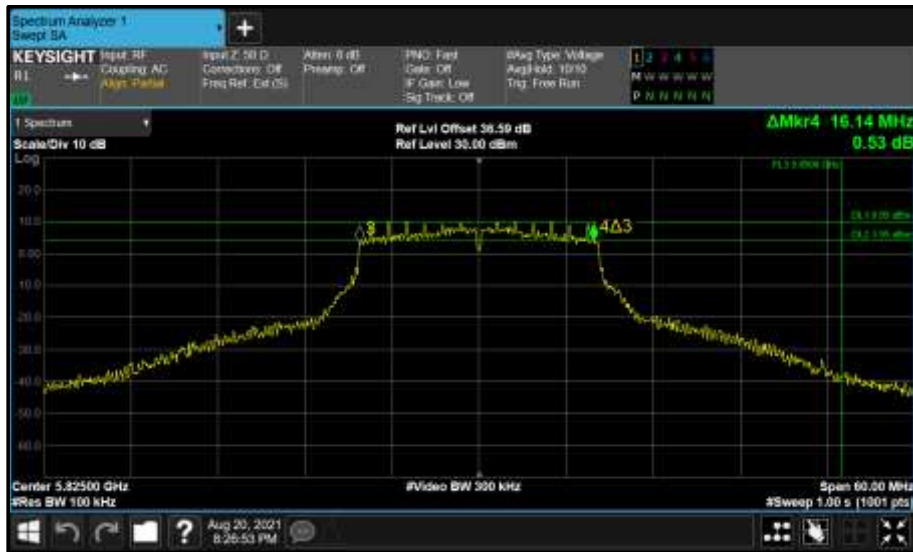 Spectrum Analyzer 1
Swept SA
+
KEYSIGHT
RL
Input: RF
Coupling: AC
Align: Partial
Input Z: 50 Ω
Corrections: Off
Freq Ref: Ext (S)
Atten: 6 dB
Preamp: Off
PNO: Fast
Gate: Off
IF Gain: Low
Sig Track: Off
#Avg Type: Voltage
Avg|Hold: 10/10
Trig: Free Run
1 2 3 4 5 6
M W W W W W
P N N N N N
1 Spectrum
Scale/Div 10 dB
Log
Ref Lvl Offset 36.59 dB
Ref Level 30.00 dBm
ΔMkr4 16.14 MHz
0.53 dB
20.0
10.0
0.00
-20.0
-30.0
-40.0
-50.0
-60.0
3
4Δ3
Center 5.82500 GHz
#Res BW 100 kHz
#Video BW 300 kHz
Span 60.00 MHz
#Sweep 1.00 s (1001 pts)
?
Aug 20, 2021
8:26:53 PM